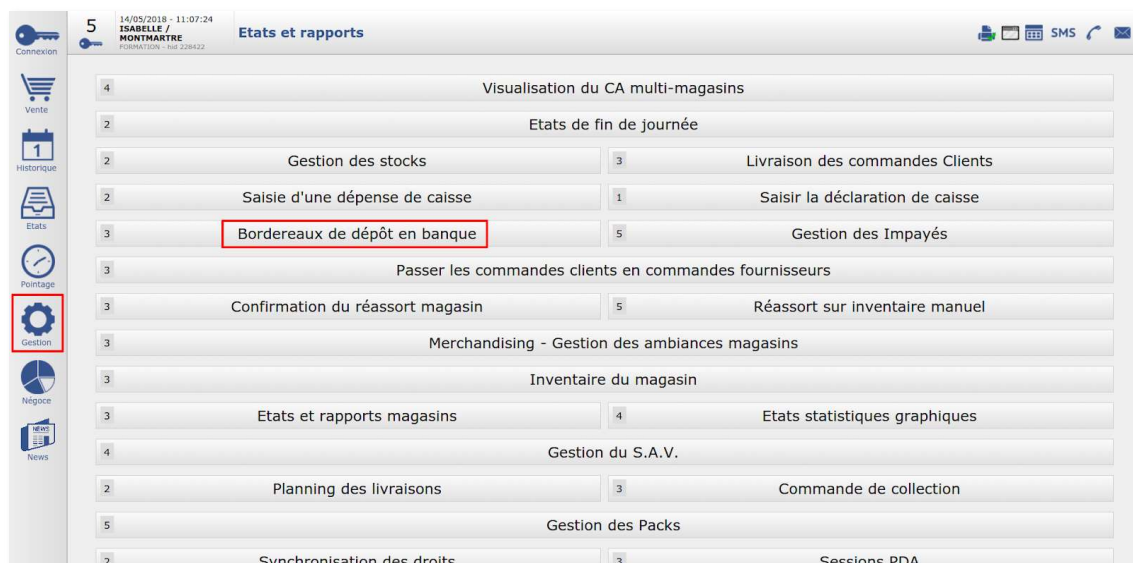 5
14/05/2018 - 11:07:24
ISABELLE /
MONTMARTRE
FORMATION - hid 228422
Etats et rapports
SMS
Connexion
Vente
1
Historique
Etats
Pointage
Gestion
Négoce
NEWS
News
4 Visualisation du CA multi-magasins
2 Etats de fin de journée
2 Gestion des stocks 3 Livraison des commandes Clients
2 Saisie d'une dépense de caisse 1 Saisir la déclaration de caisse
3 Bordereaux de dépôt en banque 5 Gestion des Impayés
3 Passer les commandes clients en commandes fournisseurs
3 Confirmation du réassort magasin 5 Réassort sur inventaire manuel
3 Merchandising - Gestion des ambiances magasins
3 Inventaire du magasin
3 Etats et rapports magasins 4 Etats statistiques graphiques
4 Gestion du S.A.V.
2 Planning des livraisons 3 Commande de collection
5 Gestion des Packs
2 Synchronisation des droits 3 Sessions PDA